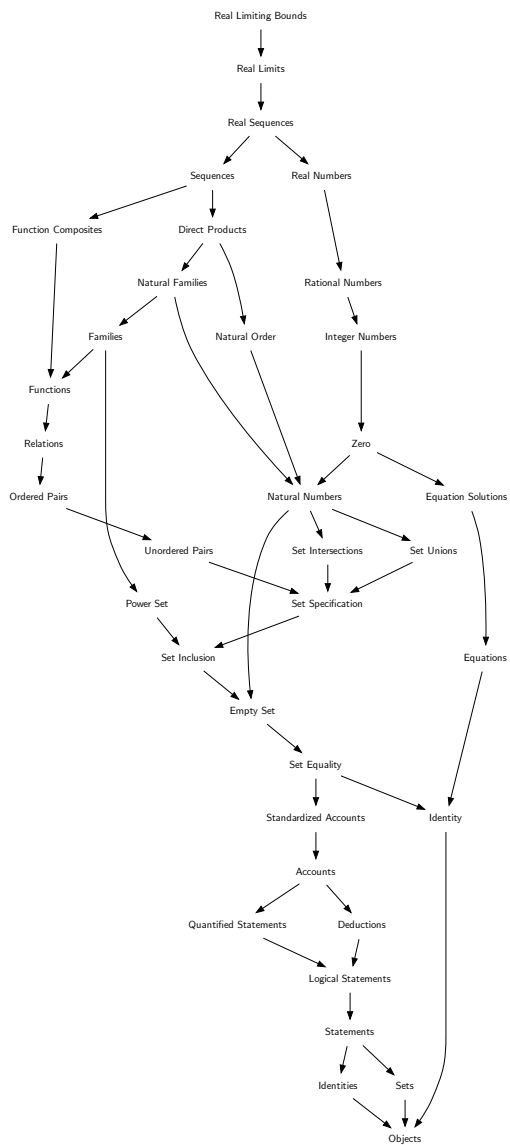 Real Limiting Bounds
Real Limits
Real Sequences
Sequences
Real Numbers
Function Composites
Direct Products
Natural Families
Rational Numbers
Families
Natural Order
Integer Numbers
Functions
Relations
Zero
Ordered Pairs
Natural Numbers
Equation Solutions
Unordered Pairs
Set Intersections
Set Unions
Power Set
Set Specification
Set Inclusion
Equations
Empty Set
Set Equality
Standardized Accounts
Identity
Accounts
Quantified Statements
Deductions
Logical Statements
Statements
Identities
Sets
Objects